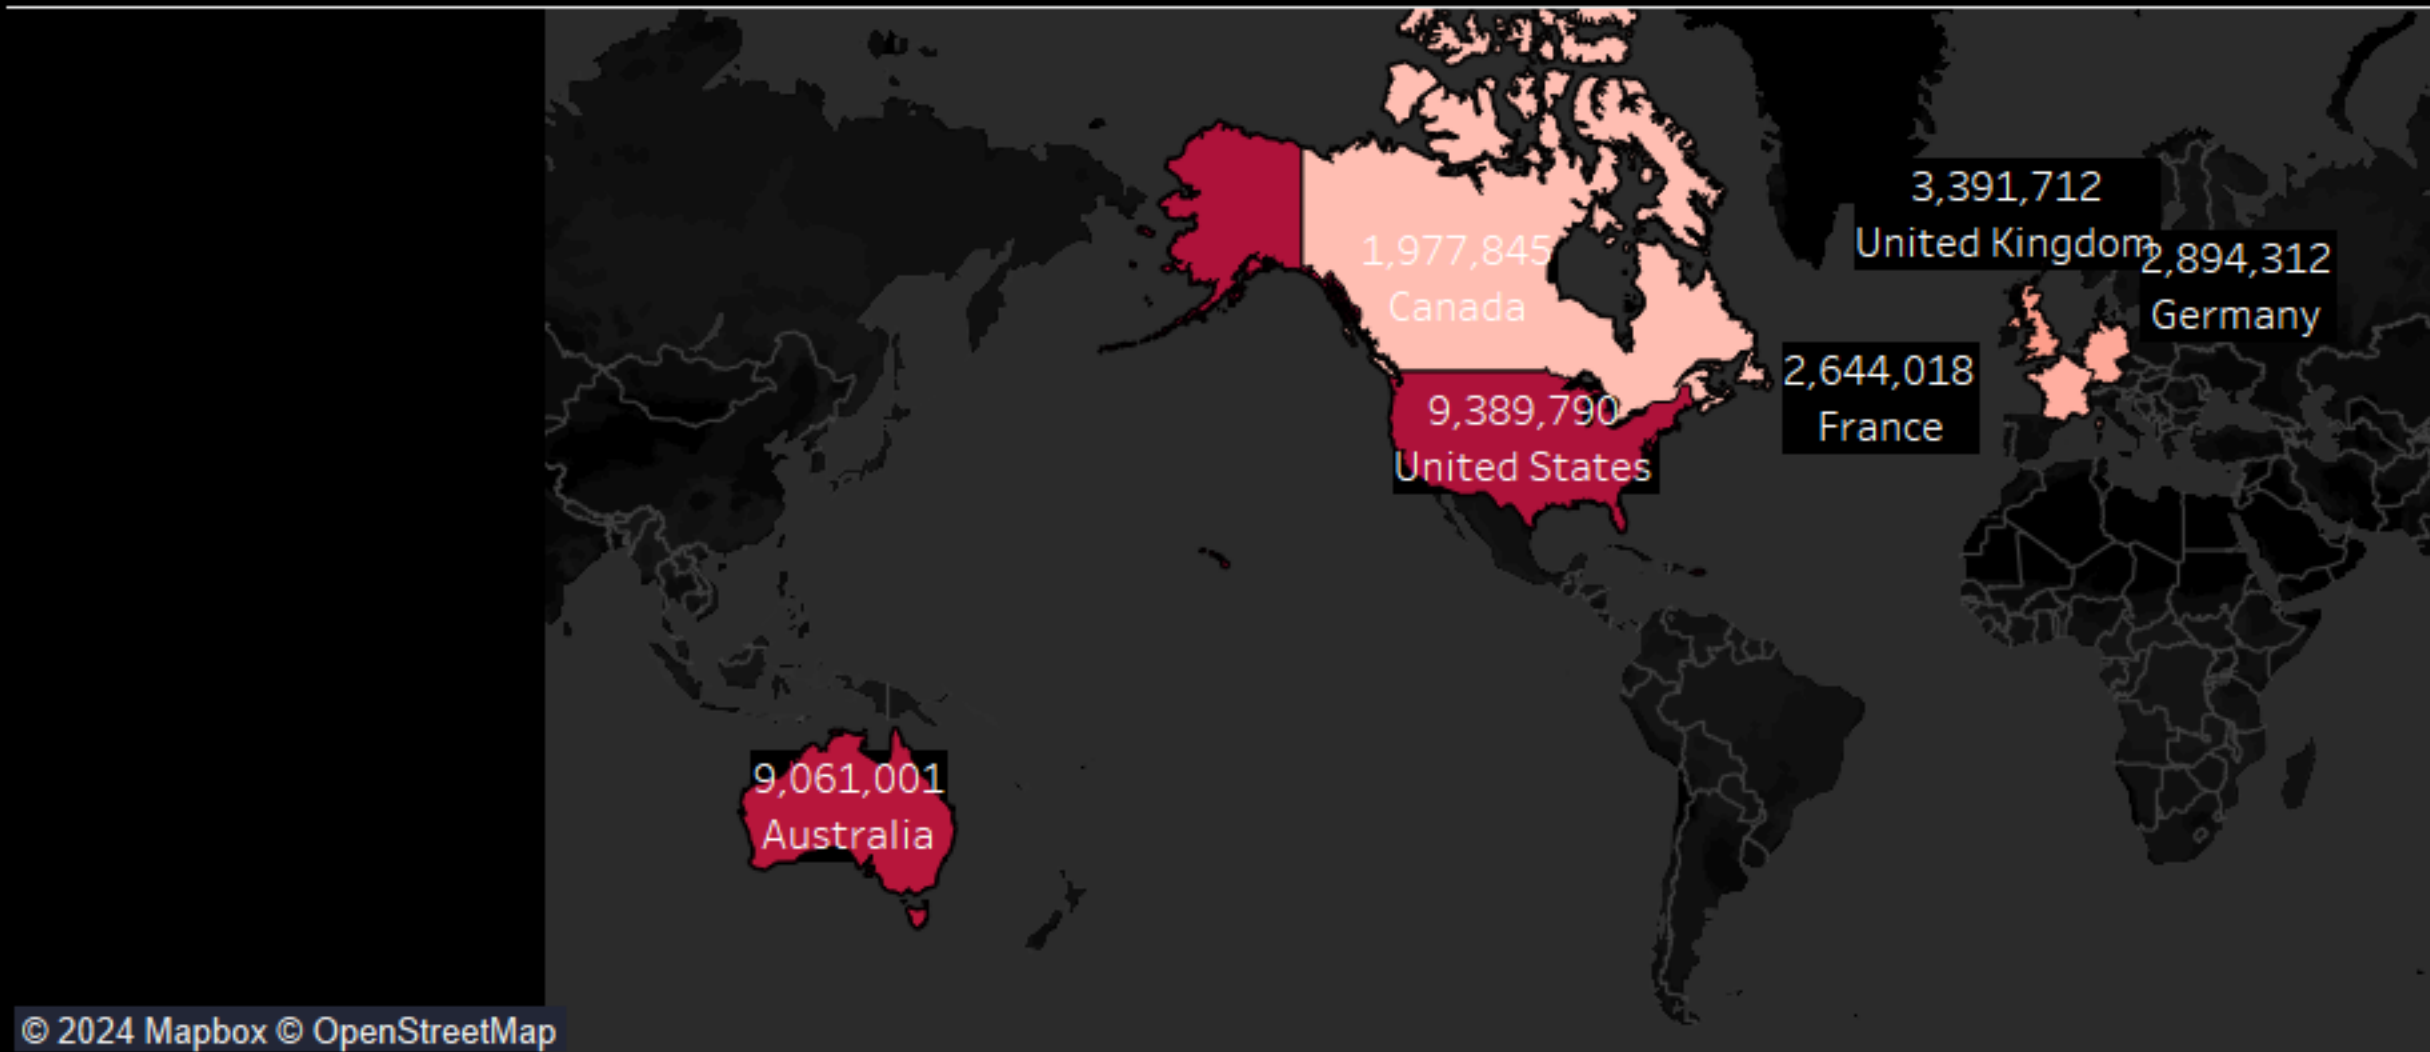 3,391,712
United Kingdom
2,894,312
Germany
1,977,845
Canada
2,644,018
France
9,389,790
United States
9,061,001
Australia
© 2024 Mapbox © OpenStreetMap